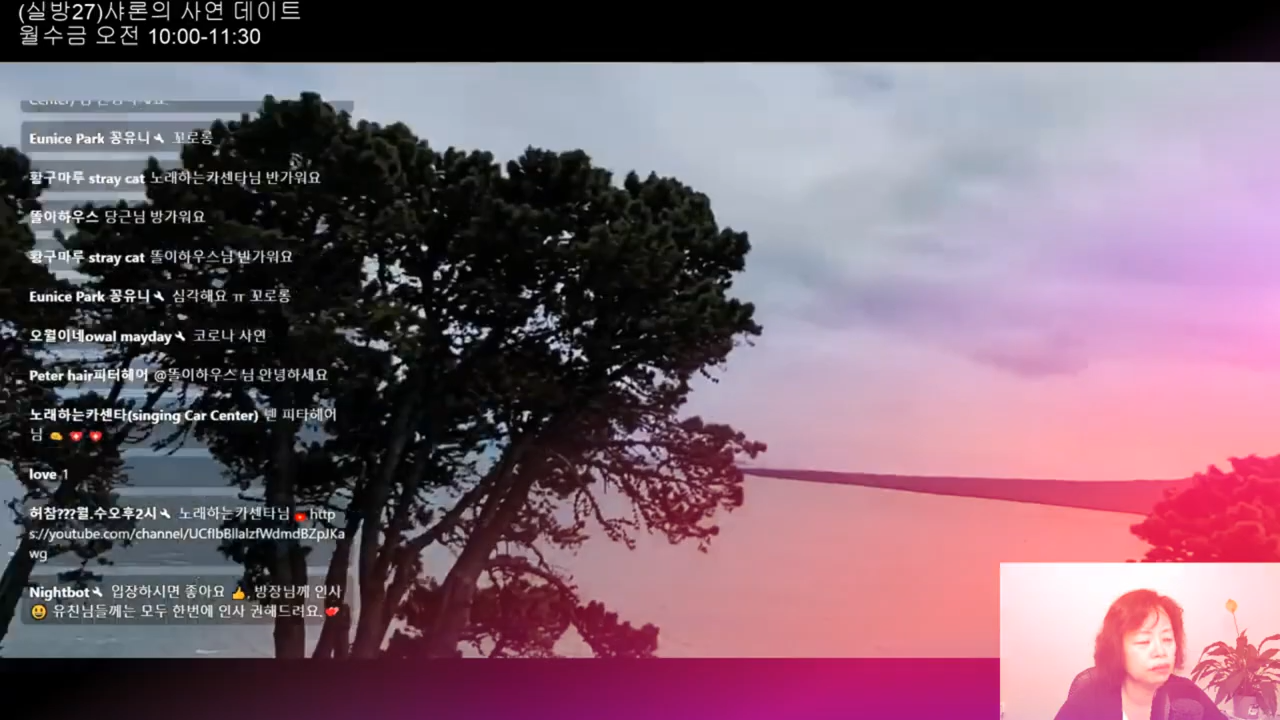 (실방27)샤론의 사연 데이트
월수금 오전 10:00-11:30
Eunice Park 꽁유니 꼬로롱
황구마루 stray cat 노래하는카센타님 반가워요
똘이하우스 당근님 방가워요
황구마루 stray cat 똘이하우스님 반가워요
Eunice Park 꽁유니 심각해요 ㅠ 꼬로롱
오월이네owal mayday 코로나 사연
Peter hair피터헤어 @똘이하우스 님 안녕하세요
노래하는카센타(singing Car Center) 넵 피타헤어
님
love 1
허참???월.수오후2시 노래하는카센타님 http
s://youtube.com/channel/UCflbBIlalzfWdmdBZpJKa
wg
Nightbot 입장하시면 좋아요 👍, 방장님께 인사
😃 유친님들께는 모두 한번에 인사 권해드려요.